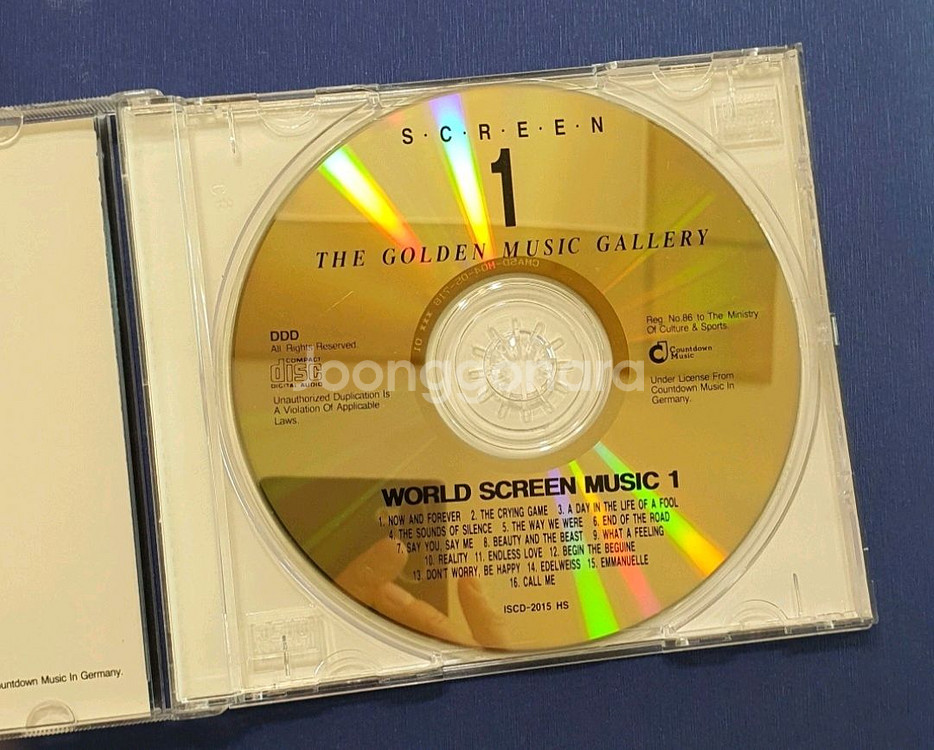 S·C·R·E·E·N
1
THE GOLDEN MUSIC GALLERY
DDD
All Rights Reserved.
COMPACT
disc
DIGITAL AUDIO
Unauthorized Duplication Is
A Violation Of Applicable
Laws.
Reg. No.86 to The Ministry
Of Culture & Sports.
Countdown
Music
Under License From
Countdown Music In
Germany.
joonggonara
WORLD SCREEN MUSIC 1
1. NOW AND FOREVER 2. THE CRYING GAME 3. A DAY IN THE LIFE OF A FOOL
4. THE SOUNDS OF SILENCE 5. THE WAY WE WERE 6. END OF THE ROAD
7. SAY YOU, SAY ME 8. BEAUTY AND THE BEAST 9. WHAT A FEELING
10. REALITY 11. ENDLESS LOVE 12. BEGIN THE BEGUINE
13. DON'T WORRY, BE HAPPY 14. EDELWEISS 15. EMMANUELLE
16. CALL ME
ISCD-2015 HS
untdown Music In Germany.